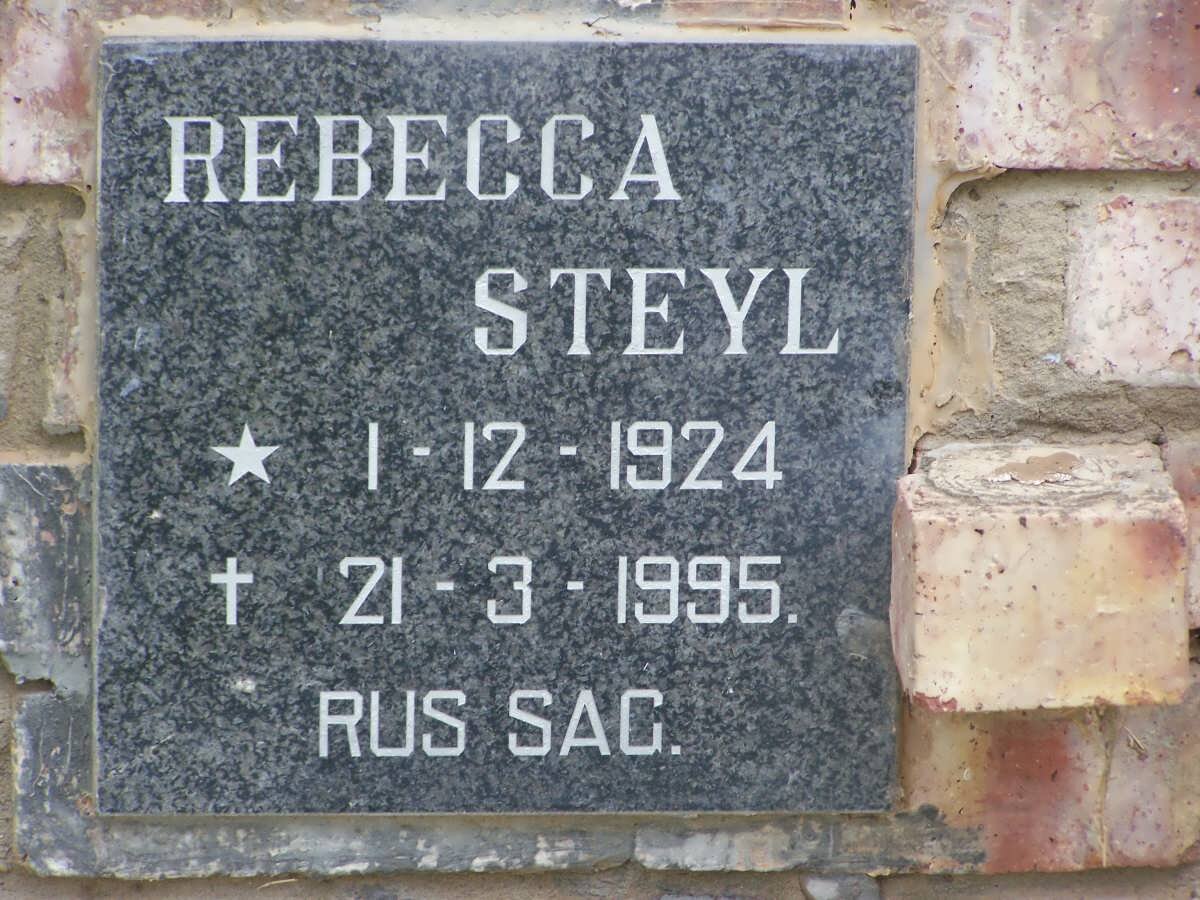 REBECCA
STEYL
★ 1-12-1924
✝ 21-3-1995.
RUS SAG.